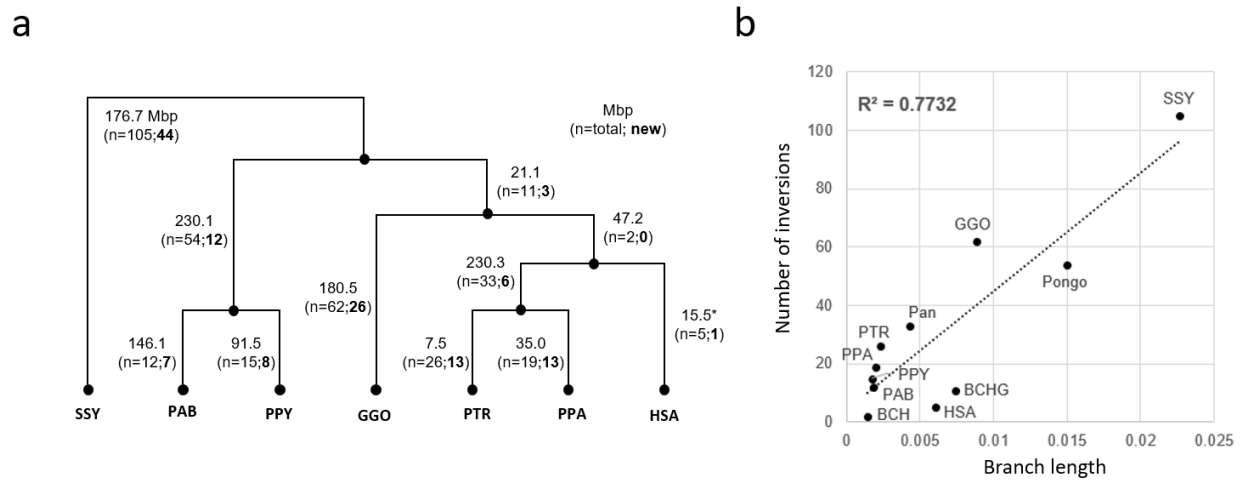 a
176.7 Mbp
(n=105;44)
Mbp
(n=total; new)
21.1
(n=11;3)
230.1
(n=54;12)
47.2
(n=2;0)
230.3
(n=33;6)
180.5
(n=62;26)
15.5*
(n=5;1)
146.1
(n=12;7)
91.5
(n=15;8)
7.5
(n=26;13)
35.0
(n=19;13)
SSY PAB PPY GGO PTR PPA HSA
b
Number of inversions
120
100
80
60
40
20
0
R² = 0.7732
SSY
GGO
Pongo
Pan
PTR
PPA
PPY
PAB
BCHG
HSA
BCH
0 0.005 0.01 0.015 0.02 0.025
Branch length